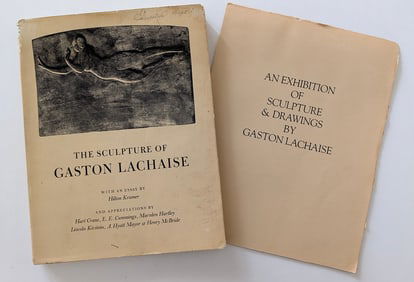 THE SCULPTURE OF
GASTON LACHAISE
WITH AN ESSAY BY
Hilton Kramer
AND APPRECIATIONS BY
Hart Crane, E. E. Cummings, Marsden Hartley
Lincoln Kirstein, A. Hyatt Mayor & Henry McBride
AN EXHIBITION
OF
SCULPTURE
& DRAWINGS
BY
GASTON LACHAISE